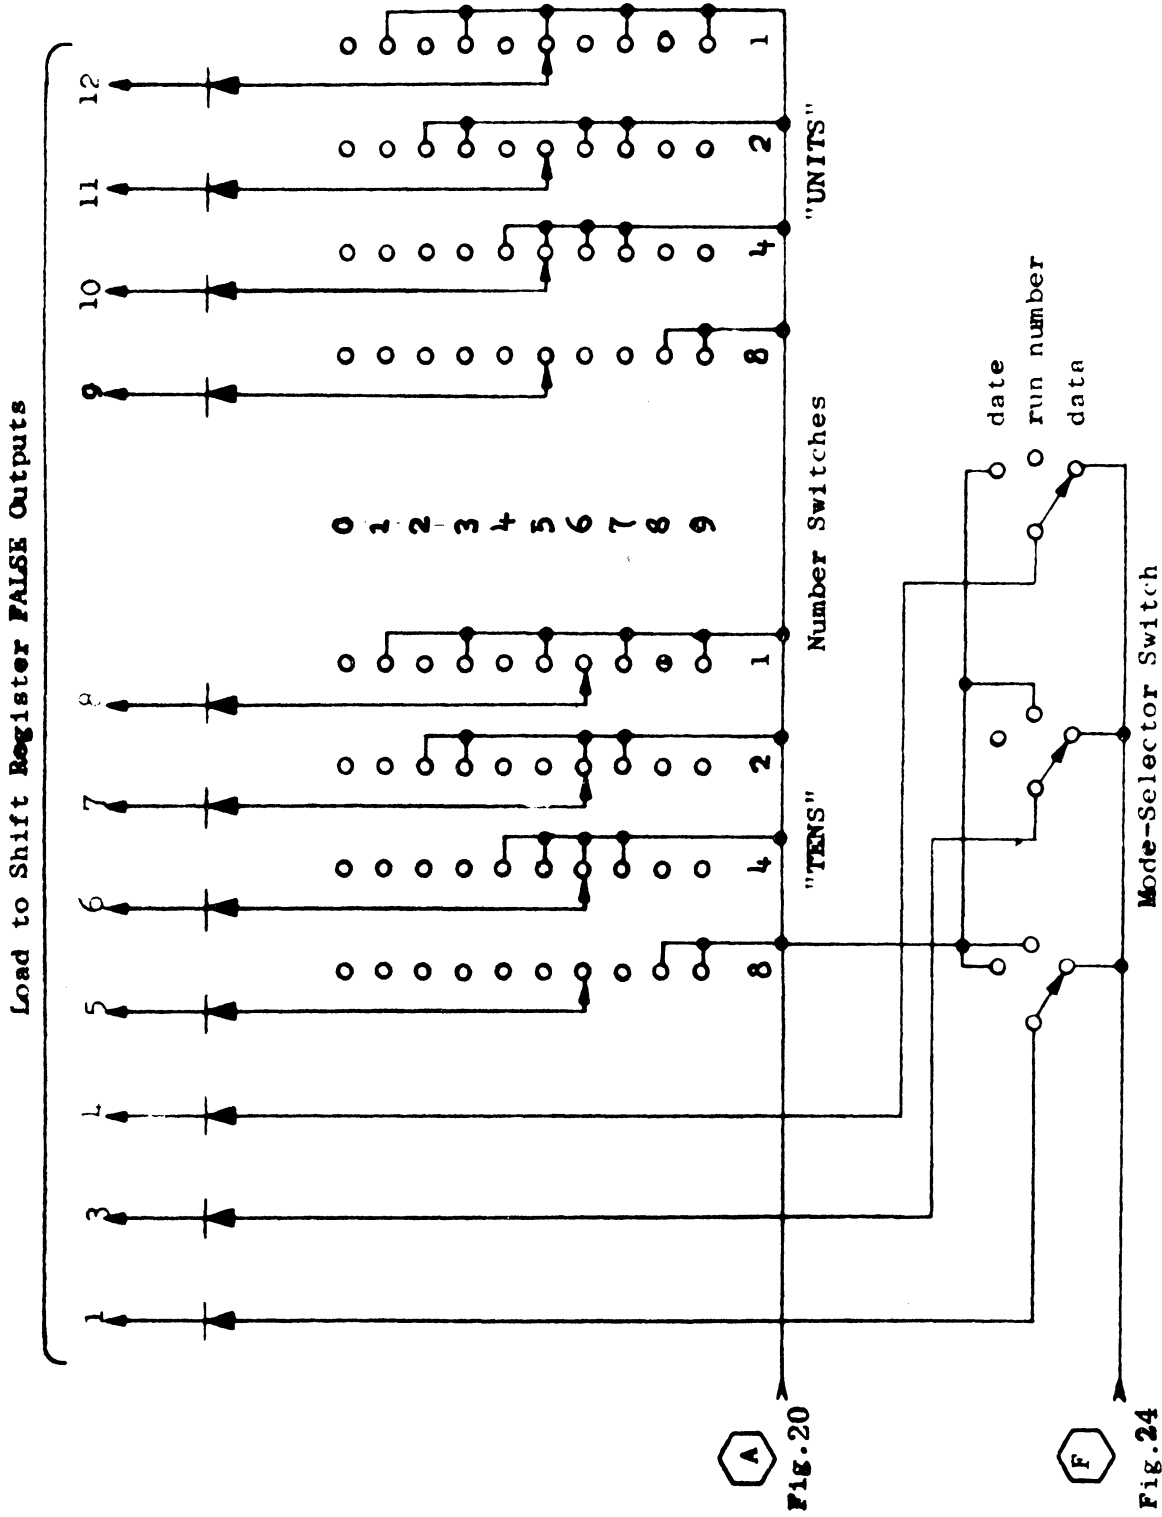 Load to Shift Register FALSE Outputs
1 3 4 5 6 7 8 9 10 11 12
0
1
2
3
4
5
6
7
8
9
8 4 2 1 8 4 2 1
"TENS" Number Switches "UNITS"
A
Fig.20
date
run number
data
F
Fig.24
Mode-Selector Switch